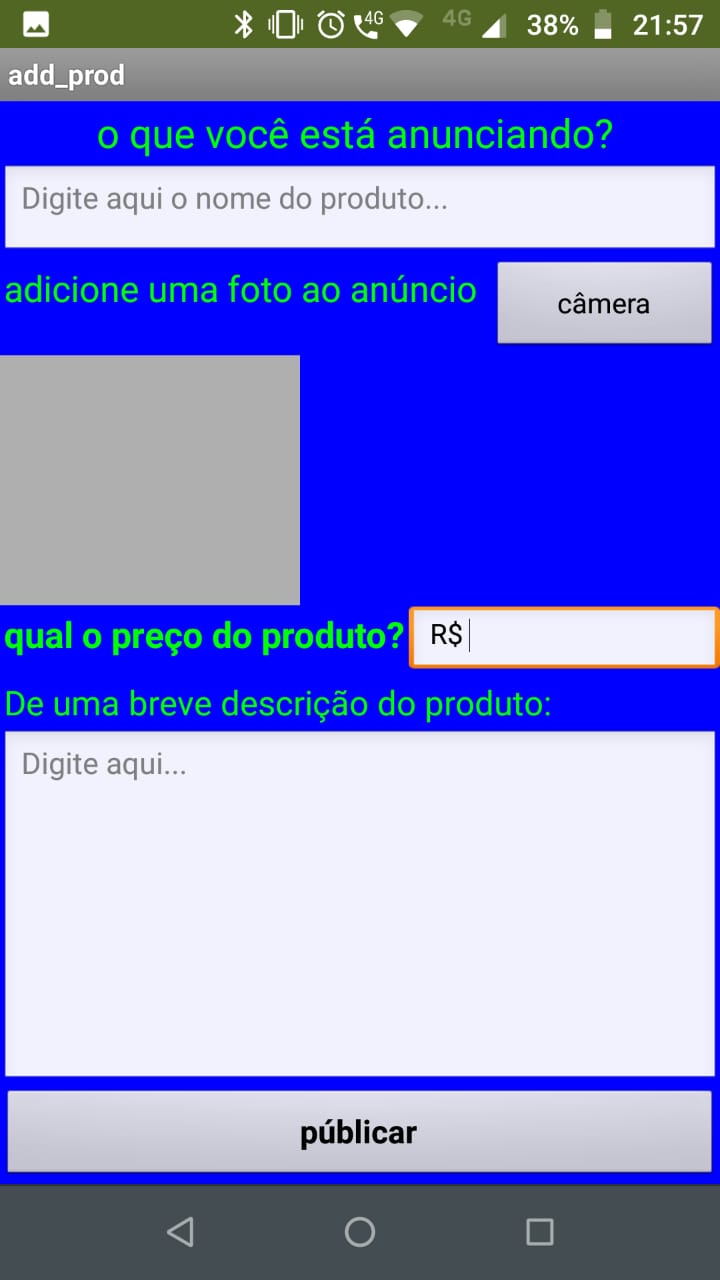 4G 4G 38% 21:57
add_prod
o que você está anunciando?
Digite aqui o nome do produto...
adicione uma foto ao anúncio
câmera
qual o preço do produto? R$
De uma breve descrição do produto:
Digite aqui...
públicar